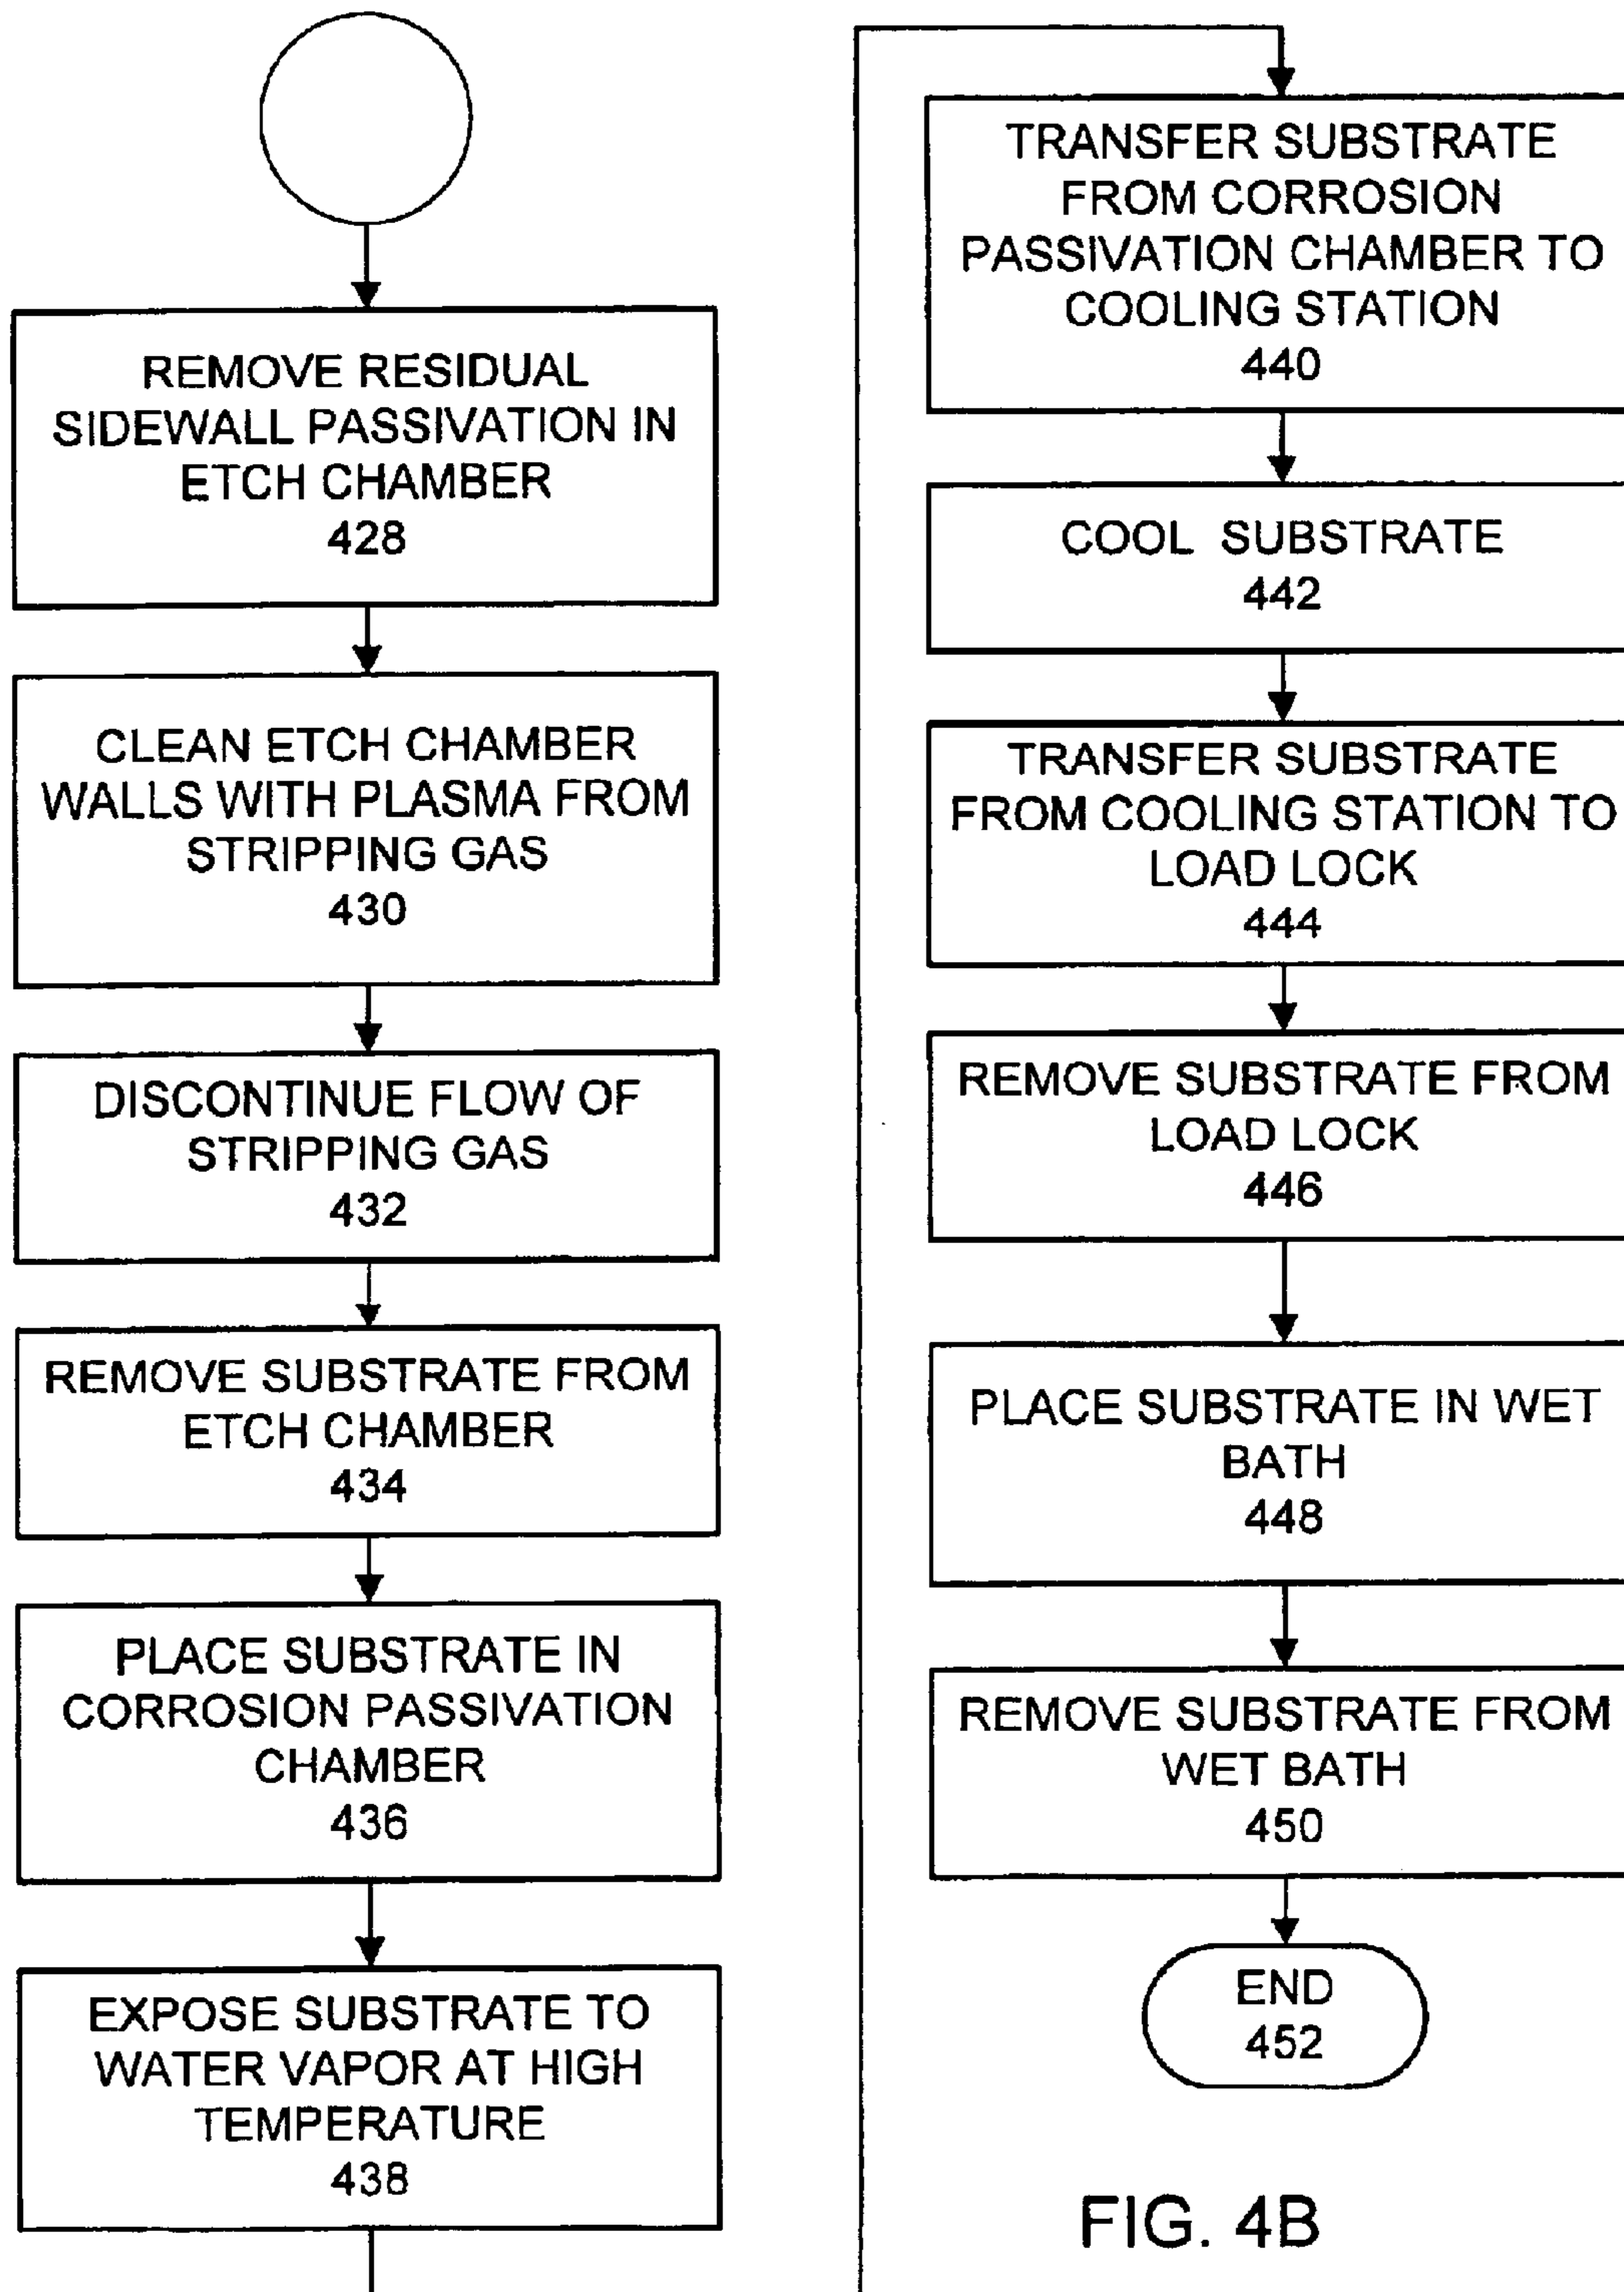 REMOVE RESIDUAL
SIDEWALL PASSIVATION IN
ETCH CHAMBER
428
CLEAN ETCH CHAMBER
WALLS WITH PLASMA FROM
STRIPPING GAS
430
DISCONTINUE FLOW OF
STRIPPING GAS
432
REMOVE SUBSTRATE FROM
ETCH CHAMBER
434
PLACE SUBSTRATE IN
CORROSION PASSIVATION
CHAMBER
436
EXPOSE SUBSTRATE TO
WATER VAPOR AT HIGH
TEMPERATURE
438
TRANSFER SUBSTRATE
FROM CORROSION
PASSIVATION CHAMBER TO
COOLING STATION
440
COOL SUBSTRATE
442
TRANSFER SUBSTRATE
FROM COOLING STATION TO
LOAD LOCK
444
REMOVE SUBSTRATE FROM
LOAD LOCK
446
PLACE SUBSTRATE IN WET
BATH
448
REMOVE SUBSTRATE FROM
WET BATH
450
END
452
FIG. 4B